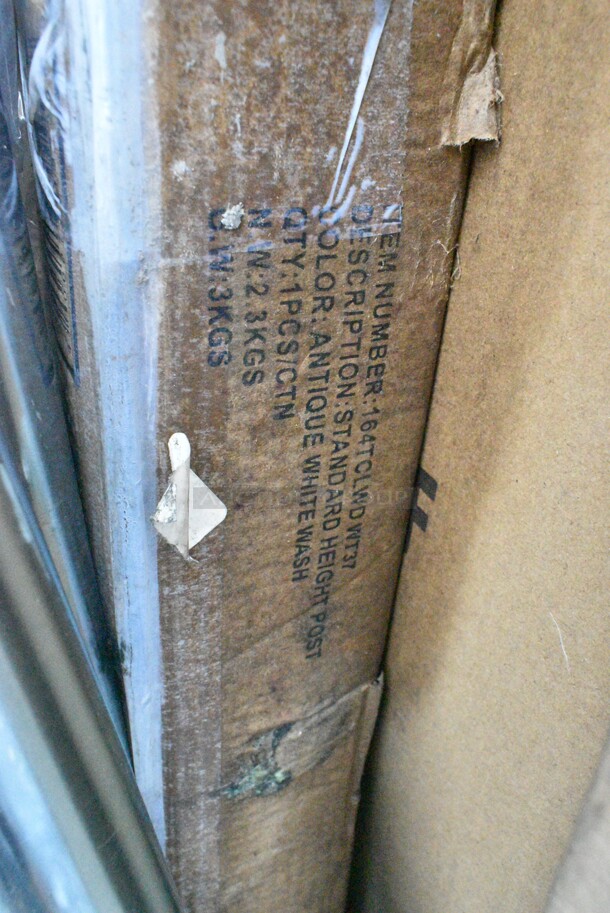 ITEM NUMBER:164TCLWD WT37
DESCRIPTION:STANDARD HEIGHT POST
COLOR: ANTIQUE WHITE WASH
QTY:1PCS/CTN
N.W:2.3KGS
G.W:3KGS